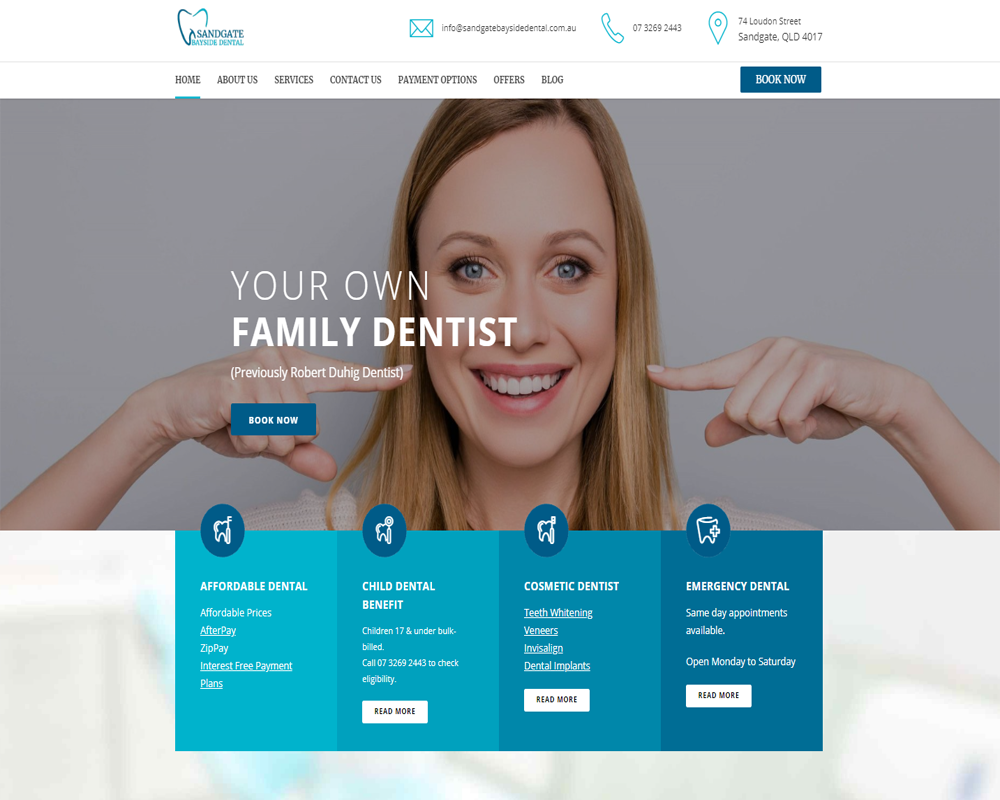 SANDGATE
BAYSIDE DENTAL
info@sandgatebaysidedental.com.au
07 3269 2443
74 Loudon Street
Sandgate, QLD 4017
HOME ABOUT US SERVICES CONTACT US PAYMENT OPTIONS OFFERS BLOG
BOOK NOW
YOUR OWN
FAMILY DENTIST
(Previously Robert Duhig Dentist)
BOOK NOW
AFFORDABLE DENTAL
Affordable Prices
AfterPay
ZipPay
Interest Free Payment
Plans
CHILD DENTAL
BENEFIT
Children 17 & under bulk-
billed.
Call 07 3269 2443 to check
eligibility.
READ MORE
COSMETIC DENTIST
Teeth Whitening
Veneers
Invisalign
Dental Implants
READ MORE
EMERGENCY DENTAL
Same day appointments
available.
Open Monday to Saturday
READ MORE